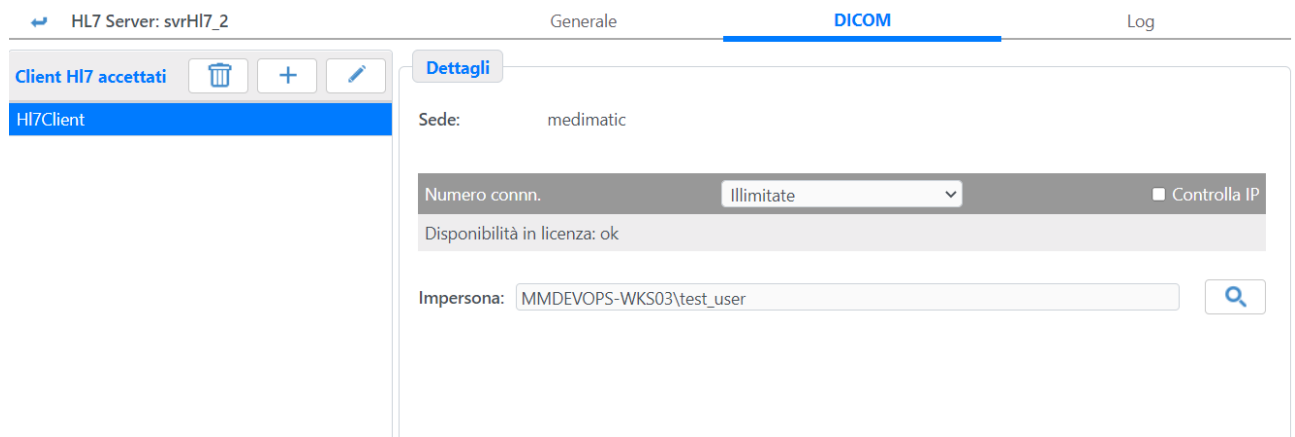 HL7 Server: svrHl7_2
Generale
DICOM
Log
Client Hl7 accettati
Hl7Client
Dettagli
Sede: medimatic
Numero connn. Illimitate Controlla IP
Disponibilità in licenza: ok
Impersona: MMDEVOPS-WKS03\test_user